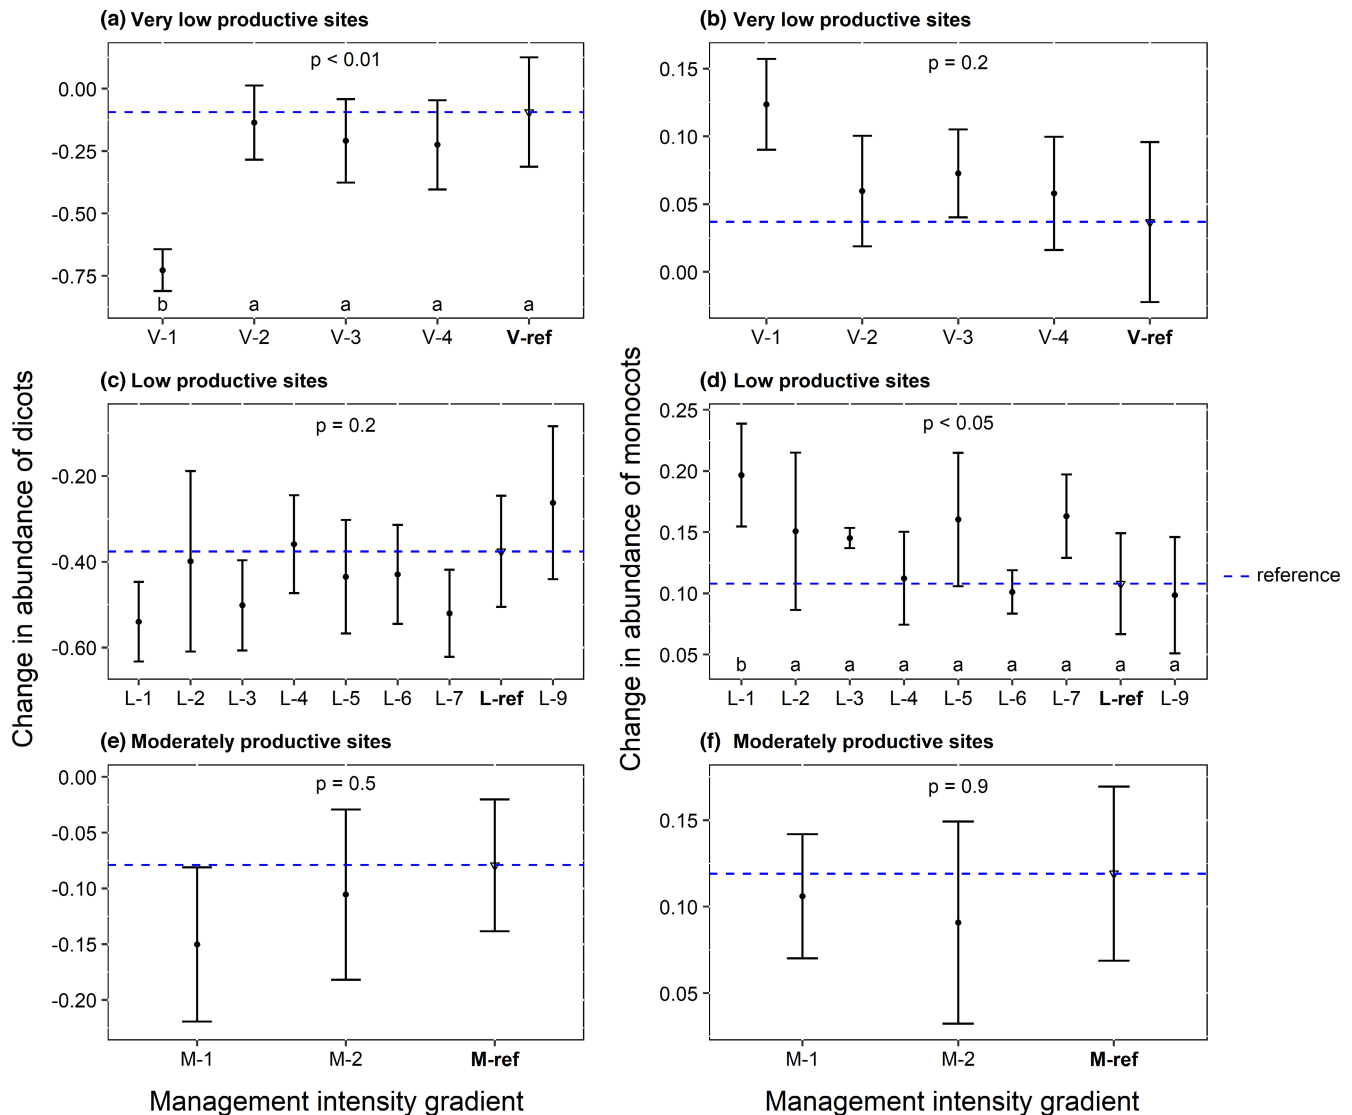 (a) Very low productive sites
p < 0.01
0.00
-0.25
-0.50
-0.75
b a a a a
V-1 V-2 V-3 V-4 V-ref
(b) Very low productive sites
p = 0.2
0.15
0.10
0.05
0.00
V-1 V-2 V-3 V-4 V-ref
(c) Low productive sites
p = 0.2
-0.20
-0.40
-0.60
L-1 L-2 L-3 L-4 L-5 L-6 L-7 L-ref L-9
(d) Low productive sites
p < 0.05
0.25
0.20
0.15
0.10
0.05
b a a a a a a a a
L-1 L-2 L-3 L-4 L-5 L-6 L-7 L-ref L-9
reference
(e) Moderately productive sites
p = 0.5
0.00
-0.05
-0.10
-0.15
-0.20
M-1 M-2 M-ref
(f) Moderately productive sites
p = 0.9
0.15
0.10
0.05
M-1 M-2 M-ref
Change in abundance of dicots
Change in abundance of monocots
Management intensity gradient
Management intensity gradient